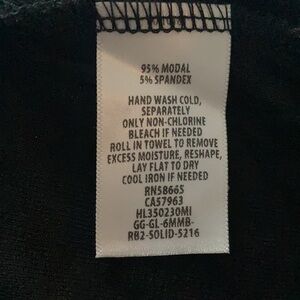 95% MODAL
5% SPANDEX
HAND WASH COLD,
SEPARATELY
ONLY NON-CHLORINE
BLEACH IF NEEDED
ROLL IN TOWEL TO REMOVE
EXCESS MOISTURE, RESHAPE,
LAY FLAT TO DRY
COOL IRON IF NEEDED
RN58665
CA57963
HL350230MI
GG-GL-6MMB-
RB2-SOLID-5216